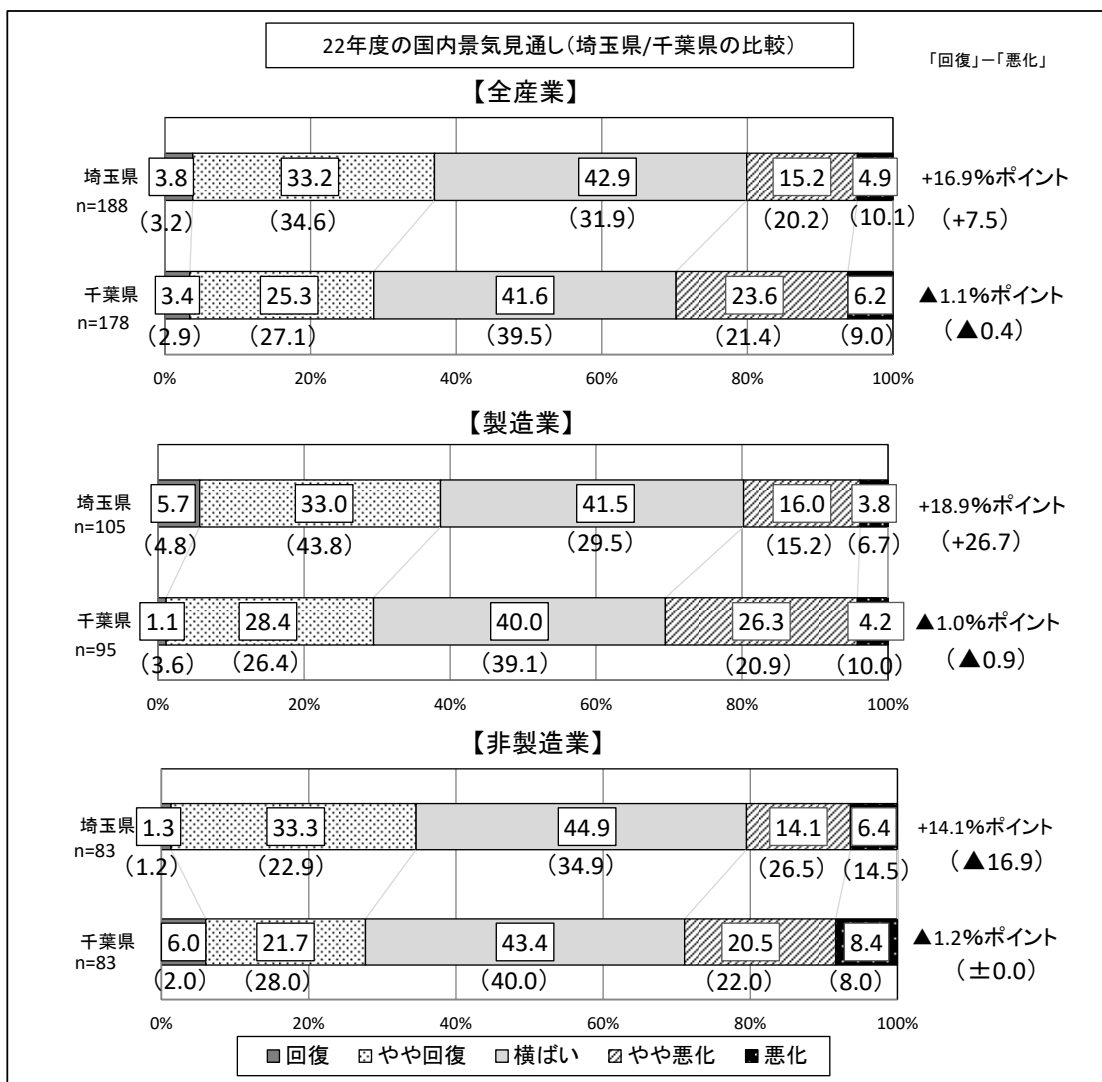 22年度の国内景気見通し(埼玉県/千葉県の比較)
「回復」－「悪化」
【全産業】
埼玉県 3.8 33.2 42.9 15.2 4.9 +16.9%ポイント
n=188 (3.2) (34.6) (31.9) (20.2) (10.1) (+7.5)
千葉県 3.4 25.3 41.6 23.6 6.2 ▲1.1%ポイント
n=178 (2.9) (27.1) (39.5) (21.4) (9.0) (▲0.4)
0% 20% 40% 60% 80% 100%
【製造業】
埼玉県 5.7 33.0 41.5 16.0 3.8 +18.9%ポイント
n=105 (4.8) (43.8) (29.5) (15.2) (6.7) (+26.7)
千葉県 1.1 28.4 40.0 26.3 4.2 ▲1.0%ポイント
n=95 (3.6) (26.4) (39.1) (20.9) (10.0) (▲0.9)
0% 20% 40% 60% 80% 100%
【非製造業】
埼玉県 1.3 33.3 44.9 14.1 6.4 +14.1%ポイント
n=83 (1.2) (22.9) (34.9) (26.5) (14.5) (▲16.9)
千葉県 6.0 21.7 43.4 20.5 8.4 ▲1.2%ポイント
n=83 (2.0) (28.0) (40.0) (22.0) (8.0) (±0.0)
0% 20% 40% 60% 80% 100%
回復 やや回復 横ばい やや悪化 悪化